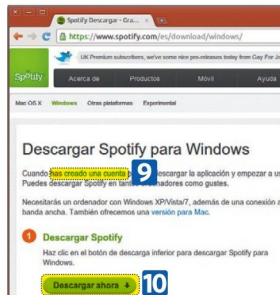 Spotify Descargar - Gra...
https://www.spotify.com/es/download/windows/
UK Premium subscribers, we've some nice pre-releases today from Gay For Jo
Spotify
Acerca de Productos Móvil Ayuda
Mac OS X Windows Otras plataformas Experimental
Descargar Spotify para Windows
Cuando has creado una cuenta 9 descargar la aplicación y empezar a us
Puedes descargar Spotify en tantos ordenadores como gustes.
Necesitarás un ordenador con Windows XP/Vista/7, además de una conexión a
banda ancha. También ofrecemos una versión para Mac.
1 Descargar Spotify
Haz clic en el botón de descarga inferior para descargar Spotify para
Windows.
Descargar ahora 10